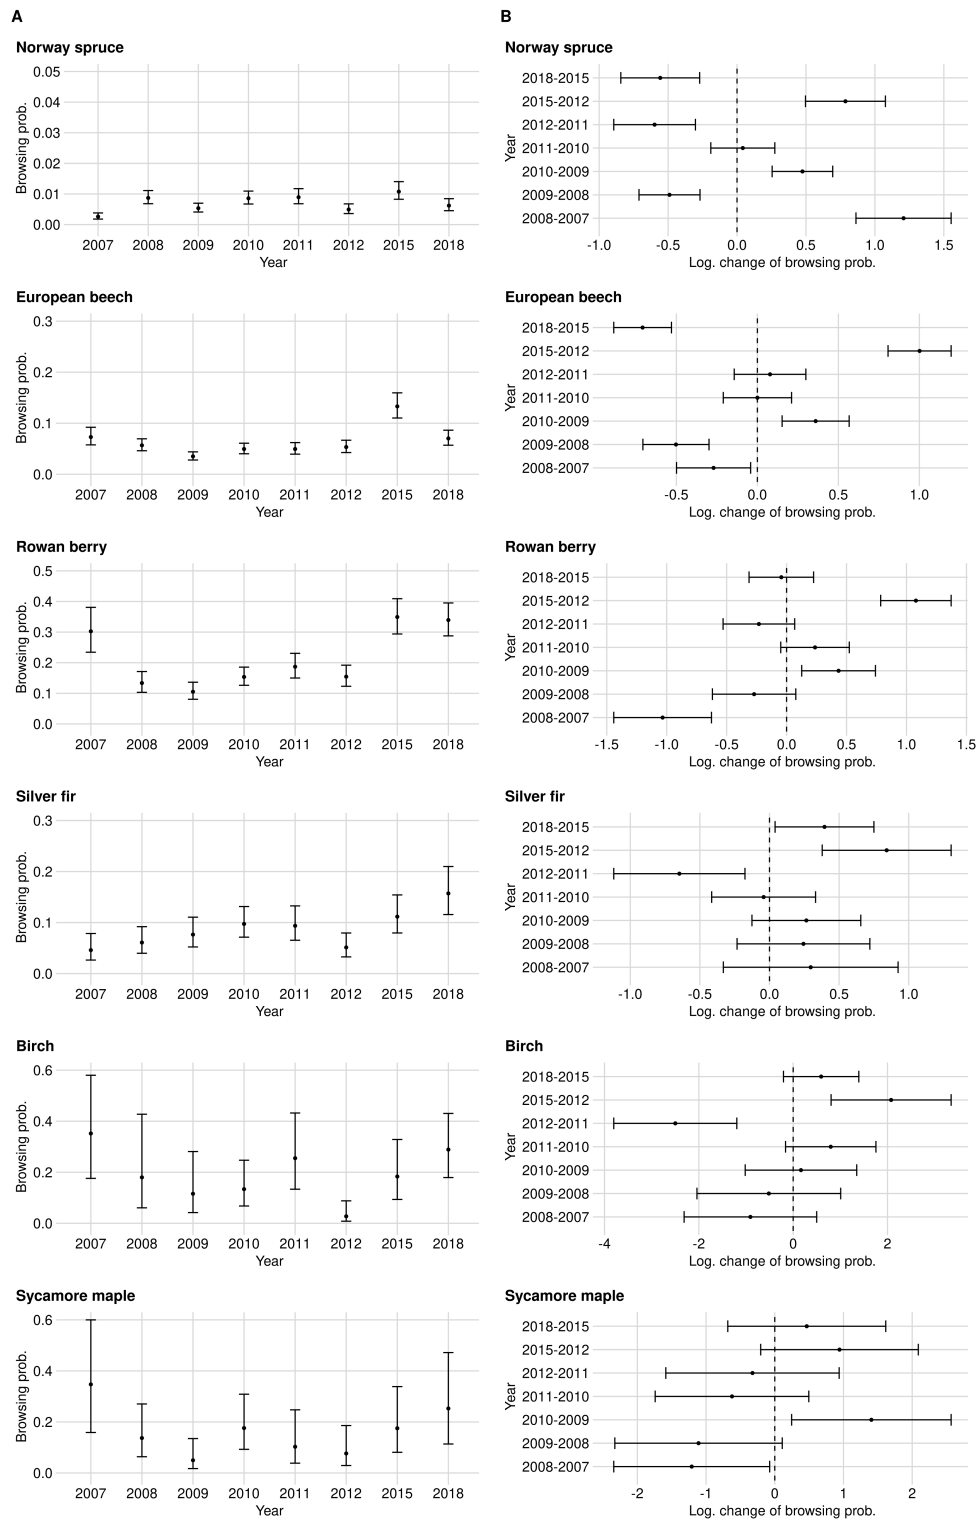 A
B
Norway spruce
Browsing prob.
0.05
0.04
0.03
0.02
0.01
0.00
2007 2008 2009 2010 2011 2012 2015 2018
Year
Norway spruce
Year
2018-2015
2015-2012
2012-2011
2011-2010
2010-2009
2009-2008
2008-2007
-1.0 -0.5 0.0 0.5 1.0 1.5
Log. change of browsing prob.
European beech
Browsing prob.
0.3
0.2
0.1
0.0
2007 2008 2009 2010 2011 2012 2015 2018
Year
European beech
Year
2018-2015
2015-2012
2012-2011
2011-2010
2010-2009
2009-2008
2008-2007
-0.5 0.0 0.5 1.0
Log. change of browsing prob.
Rowan berry
Browsing prob.
0.5
0.4
0.3
0.2
0.1
0.0
2007 2008 2009 2010 2011 2012 2015 2018
Year
Rowan berry
Year
2018-2015
2015-2012
2012-2011
2011-2010
2010-2009
2009-2008
2008-2007
-1.5 -1.0 -0.5 0.0 0.5 1.0 1.5
Log. change of browsing prob.
Silver fir
Browsing prob.
0.3
0.2
0.1
0.0
2007 2008 2009 2010 2011 2012 2015 2018
Year
Silver fir
Year
2018-2015
2015-2012
2012-2011
2011-2010
2010-2009
2009-2008
2008-2007
-1.0 -0.5 0.0 0.5 1.0
Log. change of browsing prob.
Birch
Browsing prob.
0.6
0.4
0.2
0.0
2007 2008 2009 2010 2011 2012 2015 2018
Year
Birch
Year
2018-2015
2015-2012
2012-2011
2011-2010
2010-2009
2009-2008
2008-2007
-4 -2 0 2
Log. change of browsing prob.
Sycamore maple
Browsing prob.
0.6
0.4
0.2
0.0
2007 2008 2009 2010 2011 2012 2015 2018
Year
Sycamore maple
Year
2018-2015
2015-2012
2012-2011
2011-2010
2010-2009
2009-2008
2008-2007
-2 -1 0 1 2
Log. change of browsing prob.